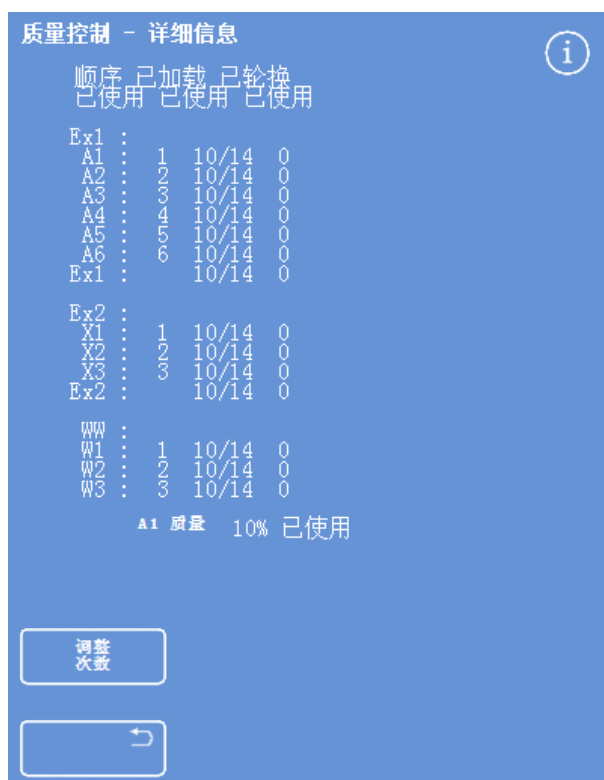 质量控制 - 详细信息
i
顺序 已加载 已轮换
已使用 已使用 已使用
Ex1 :
A1 : 1 10/14 0
A2 : 2 10/14 0
A3 : 3 10/14 0
A4 : 4 10/14 0
A5 : 5 10/14 0
A6 : 6 10/14 0
Ex1 : 10/14 0
Ex2 :
X1 : 1 10/14 0
X2 : 2 10/14 0
X3 : 3 10/14 0
Ex2 : 10/14 0
WW :
W1 : 1 10/14 0
W2 : 2 10/14 0
W3 : 3 10/14 0
A1 质量 10% 已使用
调整
次数